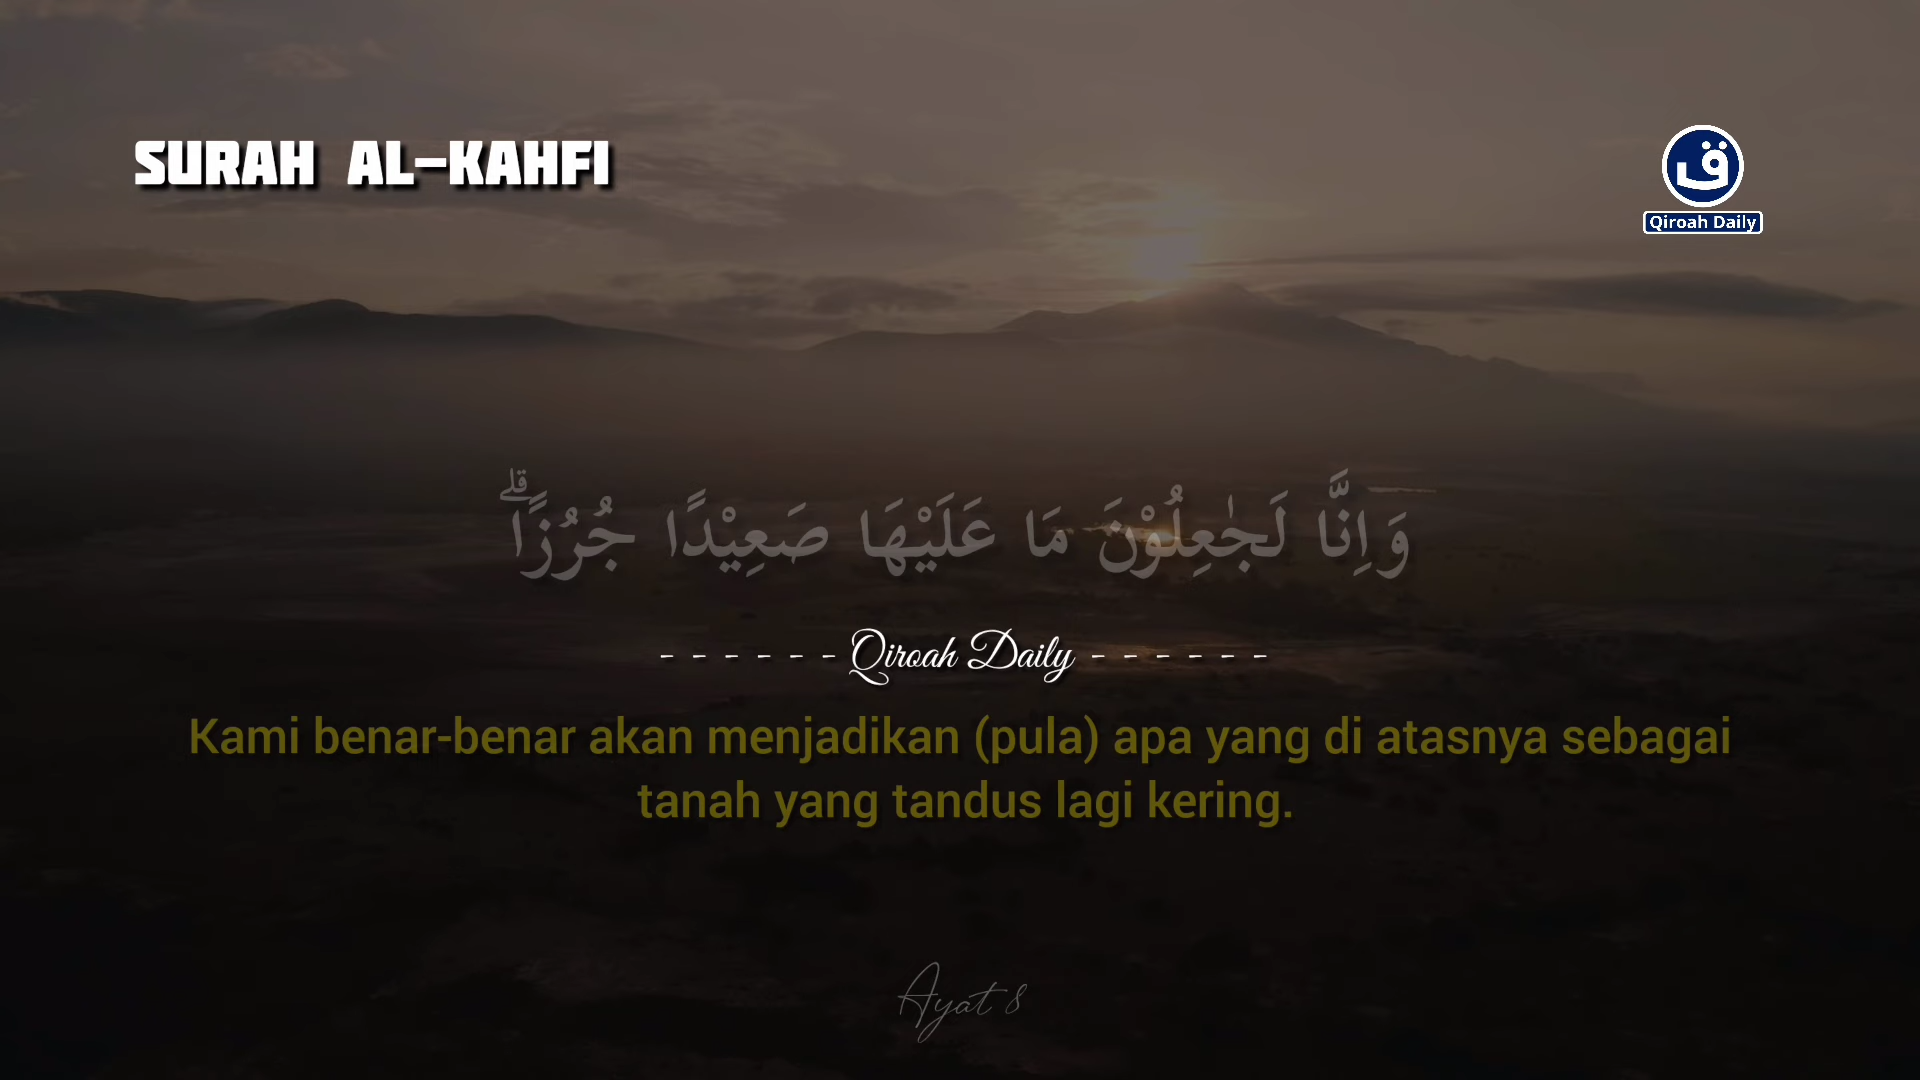 SURAH AL-KAHFI
ق
Qiroah Daily
وَاِنَّا لَجٰعِلُوْنَ مَا عَلَيْهَا صَعِيْدًا جُرُزًاۗ
- - - - - - Qiroah Daily - - - - - -
Kami benar-benar akan menjadikan (pula) apa yang di atasnya sebagai
tanah yang tandus lagi kering.
Ayat 8